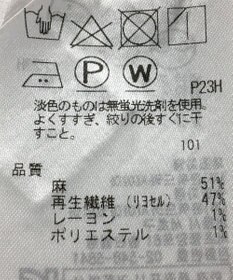 P
W
P23H
淡色のものは無蛍光洗剤を使用。
よくすすぎ、絞りの後すぐに干
すこと。
101
品質
麻 51%
再生繊維(リヨセル) 47%
レーヨン 1%
ポリエステル 1%